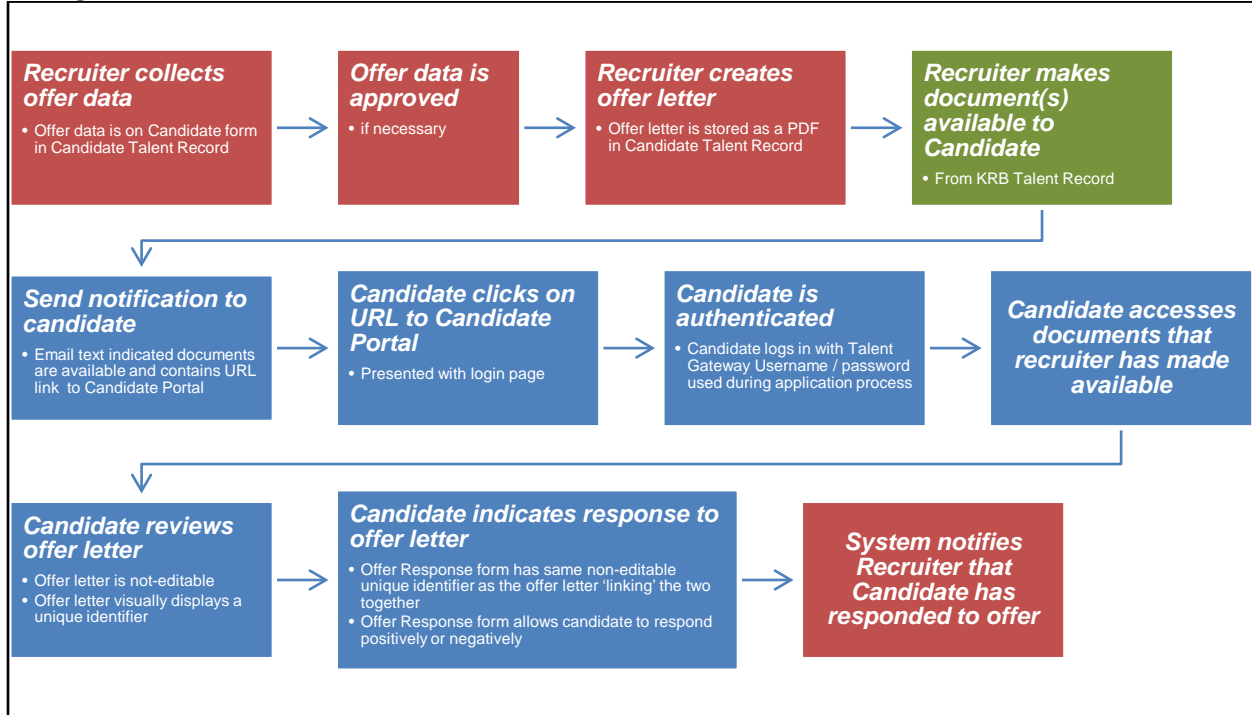 Recruiter collects
offer data
• Offer data is on Candidate form
in Candidate Talent Record
Offer data is
approved
• if necessary
Recruiter creates
offer letter
• Offer letter is stored as a PDF
in Candidate Talent Record
Recruiter makes
document(s)
available to
Candidate
• From KRB Talent Record
Send notification to
candidate
• Email text indicated documents
are available and contains URL
link to Candidate Portal
Candidate clicks on
URL to Candidate
Portal
• Presented with login page
Candidate is
authenticated
• Candidate logs in with Talent
Gateway Username / password
used during application process
Candidate accesses
documents that
recruiter has made
available
Candidate reviews
offer letter
• Offer letter is not-editable
• Offer letter visually displays a
unique identifier
Candidate indicates response to
offer letter
• Offer Response form has same non-editable
unique identifier as the offer letter ‘linking’ the two
together
• Offer Response form allows candidate to respond
positively or negatively
System notifies
Recruiter that
Candidate has
responded to offer